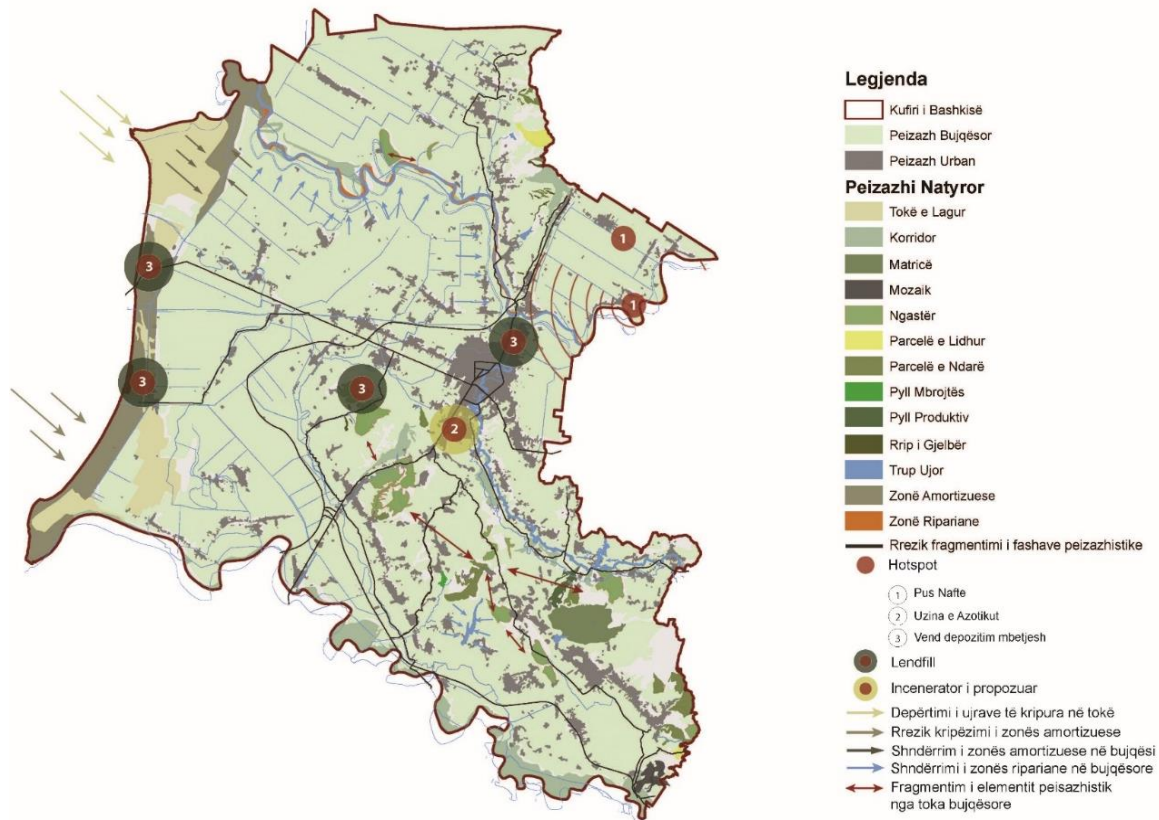 Legjenda
Kufiri i Bashkisë
Peizazh Bujqësor
Peizazh Urban
Peizazhi Natyror
Tokë e Lagur
Korridor
Matricë
Mozaik
Ngastër
Parcelë e Lidhur
Parcelë e Ndarë
Pyll Mbrojtës
Pyll Produktiv
Rrip i Gjelbër
Trup Ujor
Zonë Amortizuese
Zonë Ripariane
Rrezik fragmentimi i fashave peizazhistike
Hotspot
1 Pus Nafte
2 Uzina e Azotikut
3 Vend depozitim mbetjesh
Lendfill
Incenerator i propozuar
Depërtimi i ujrave të kripura në tokë
Rrezik kripëzimi i zonës amortizuese
Shndërrim i zonës amortizuese në bujqësi
Shndërrimi i zonës ripariane në bujqësore
Fragmentim i elementit peisazhistik
nga toka bujqësore
1
3
1
3
3
3
2